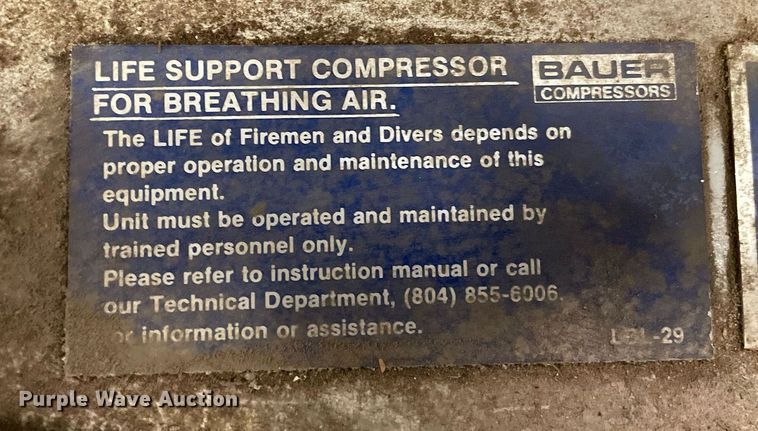 LIFE SUPPORT COMPRESSOR
FOR BREATHING AIR.
BAUER
COMPRESSORS
The LIFE of Firemen and Divers depends on
proper operation and maintenance of this
equipment.
Unit must be operated and maintained by
trained personnel only.
Please refer to instruction manual or call
our Technical Department, (804) 855-6006,
information or assistance.
-29
Purple Wave Auction